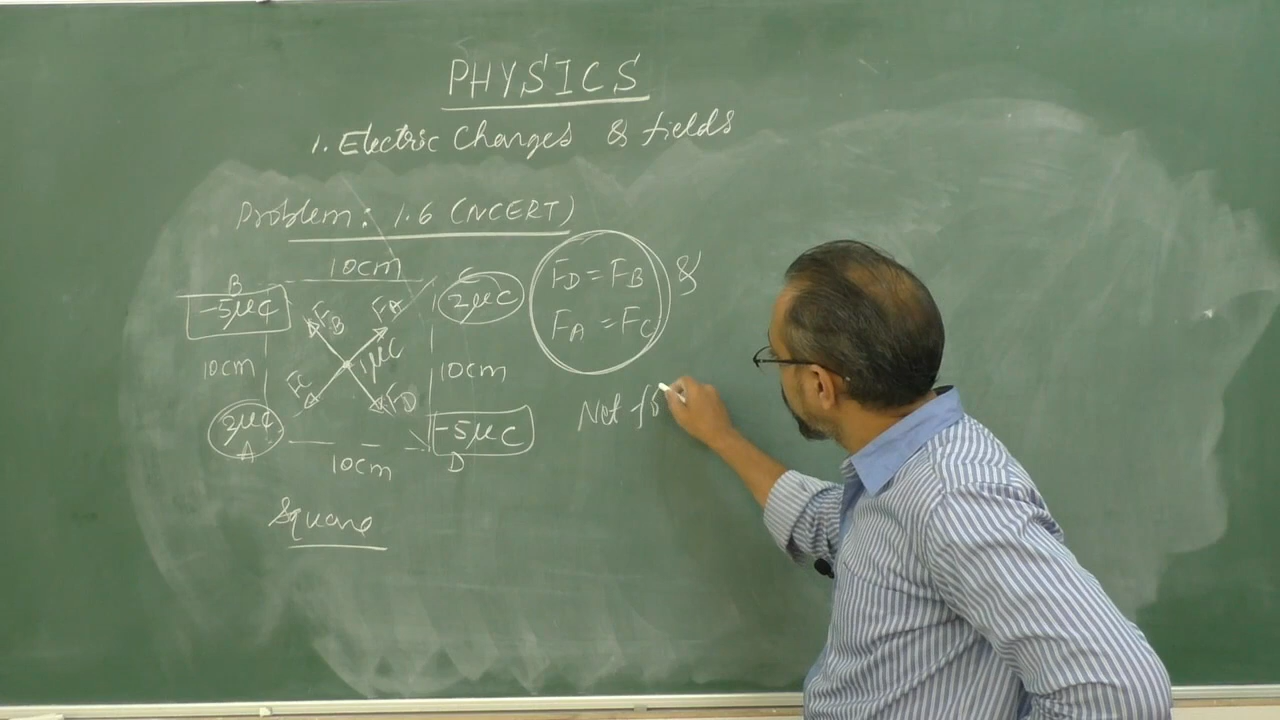 PHYSICS
1. Electric Charges & fields
Problem: 1.6 (NCERT)
10cm
B
-5μC
C
2μC
FB
FA
1μC
FC
FD
10cm
10cm
2μC
A
-5μC
D
10cm
Square
FD = FB &
FA = FC
Net fo